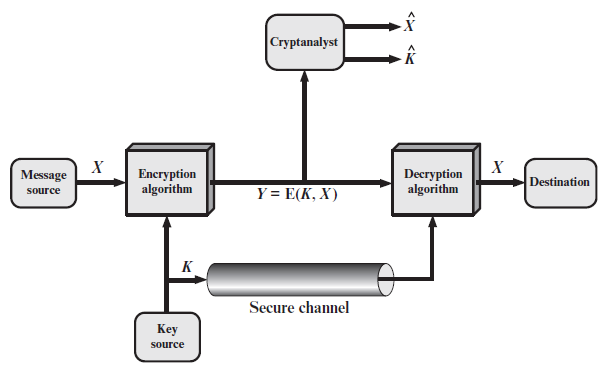 Cryptanalyst
X̂
K̂
Message
source
X
Encryption
algorithm
Y = E(K, X)
Decryption
algorithm
X
Destination
K
Secure channel
Key
source